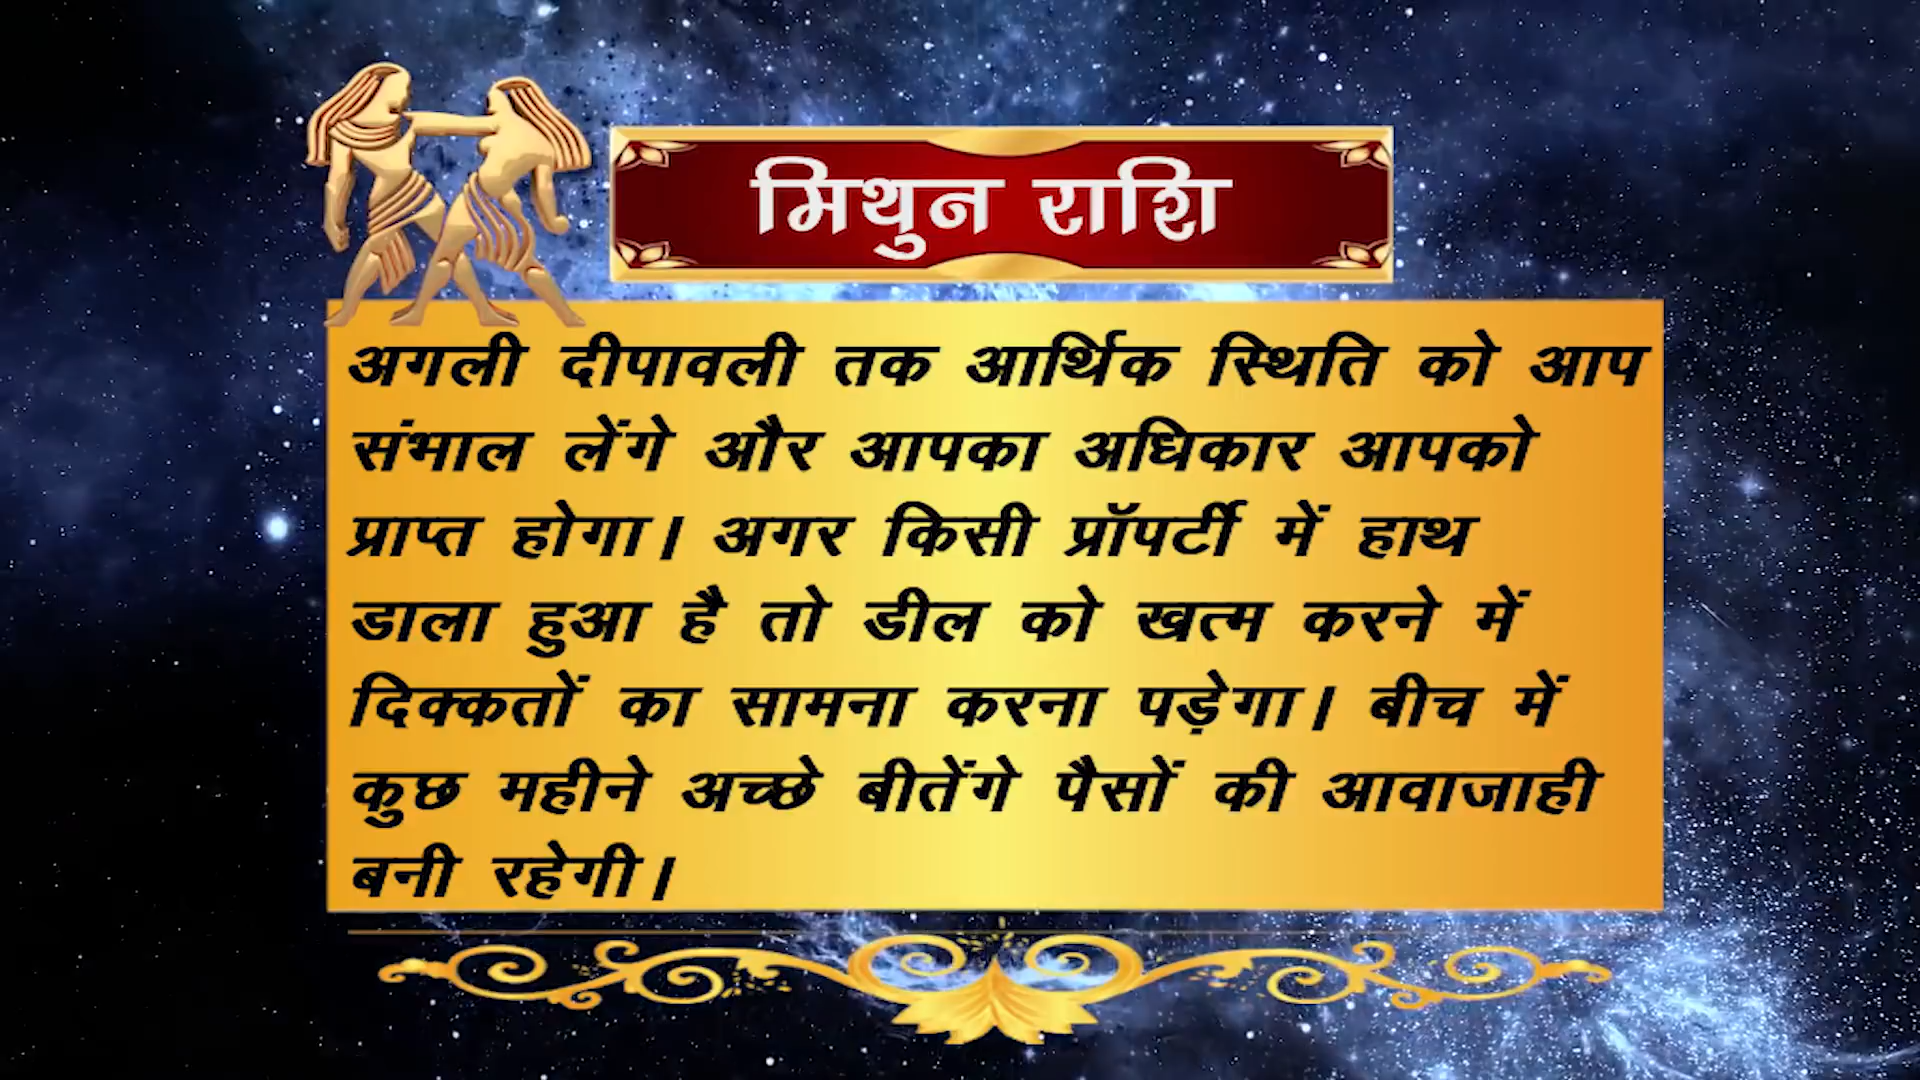 मिथुन राशि
अगली दीपावली तक आर्थिक स्थिति को आप
संभाल लेंगे और आपका अधिकार आपको
प्राप्त होगा। अगर किसी प्रॉपर्टी में हाथ
डाला हुआ है तो डील को खत्म करने में
दिक्कतों का सामना करना पड़ेगा। बीच में
कुछ महीने अच्छे बीतेंगे पैसों की आवाजाही
बनी रहेगी।